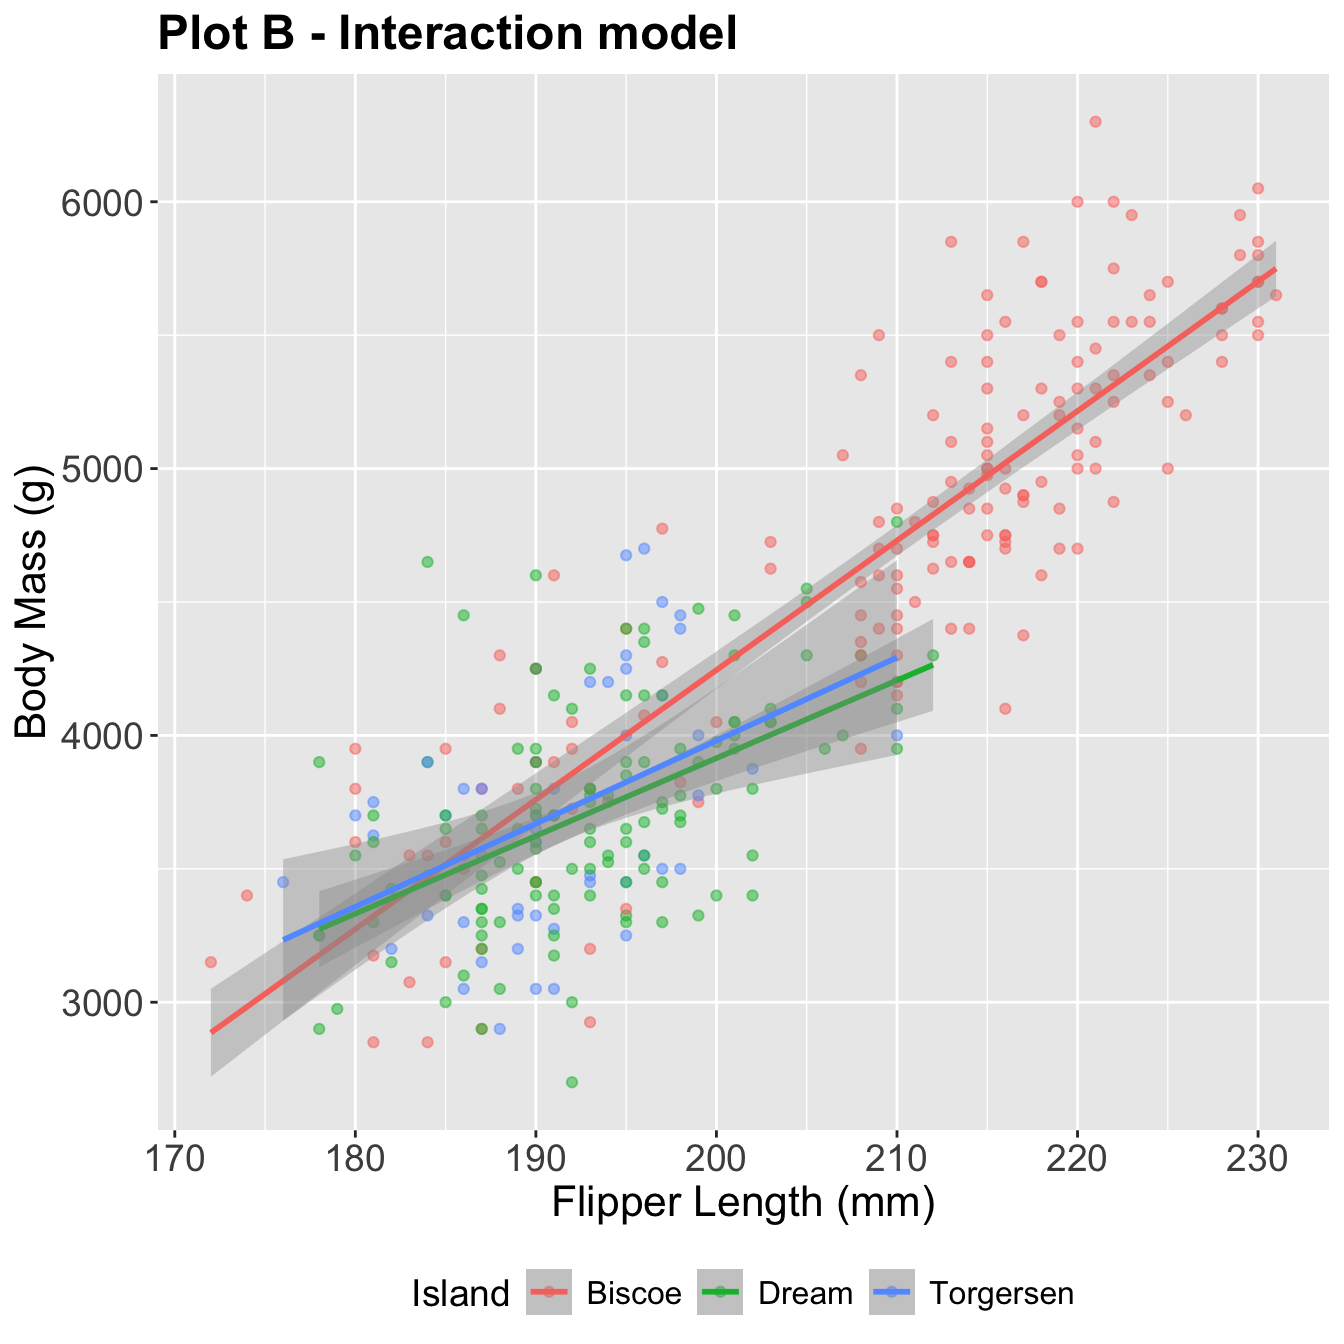 Plot B - Interaction model
6000
5000
4000
3000
Body Mass (g)
170 180 190 200 210 220 230
Flipper Length (mm)
Island Biscoe Dream Torgersen